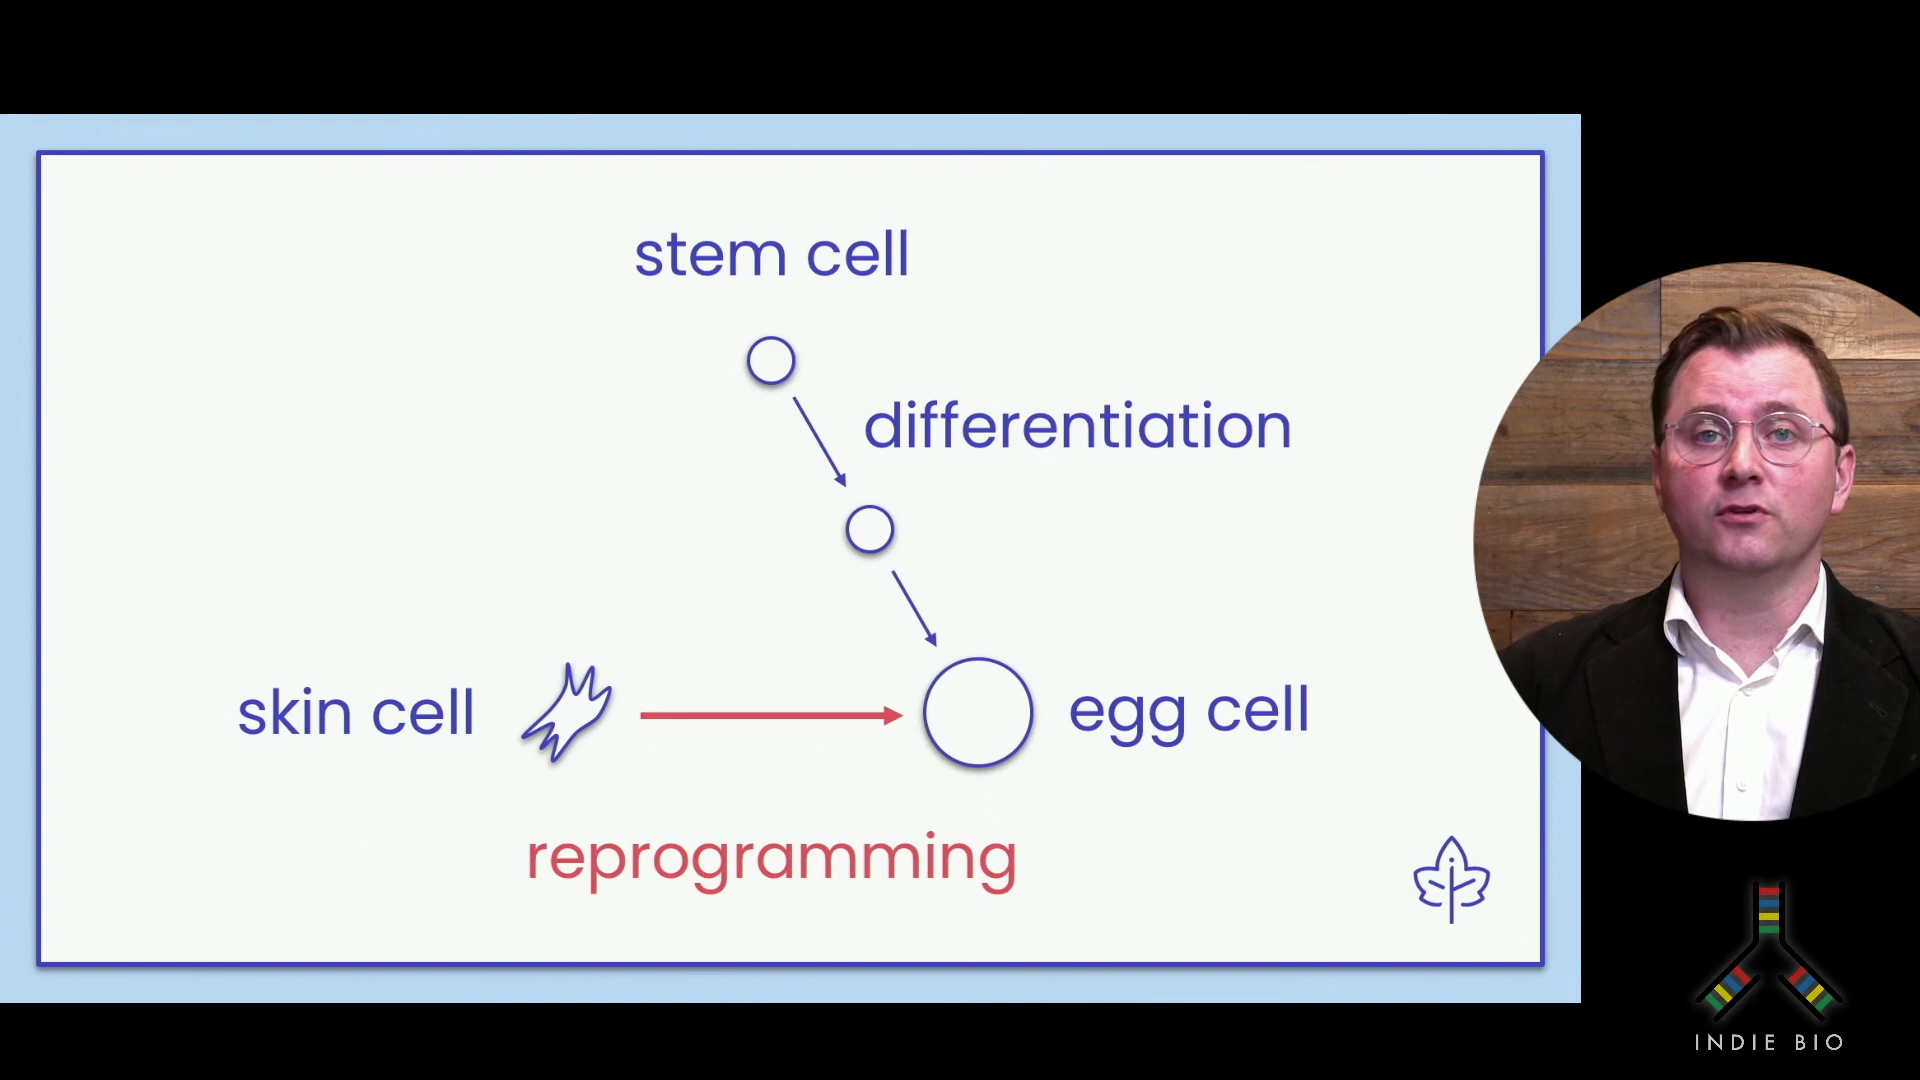 stem cell
differentiation
skin cell
egg cell
reprogramming
INDIE BIO